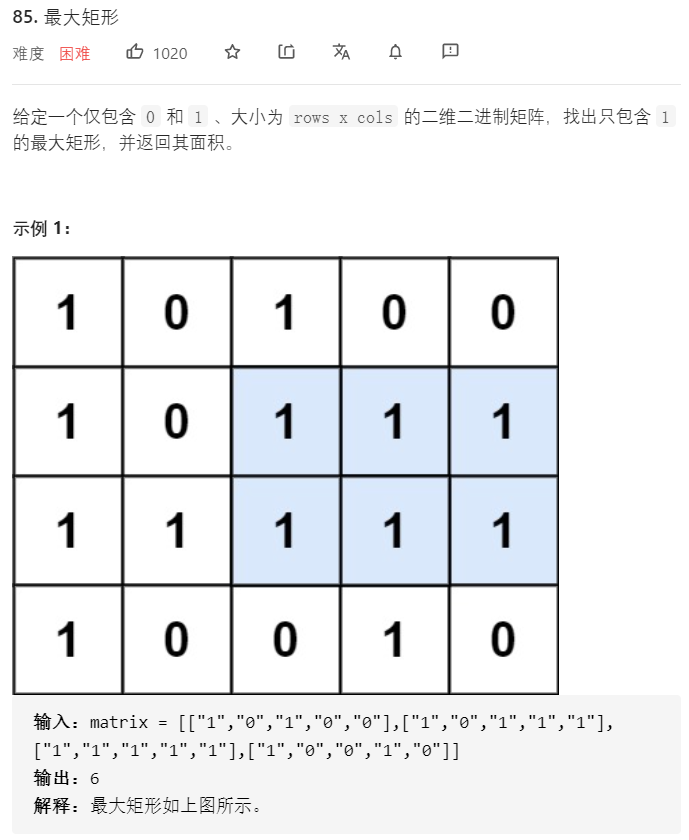 85. 最大矩形
难度 困难 1020 文A
给定一个仅包含 0 和 1 、大小为 rows x cols 的二维二进制矩阵，找出只包含 1
的最大矩形，并返回其面积。
示例 1：
1 0 1 0 0
1 0 1 1 1
1 1 1 1 1
1 0 0 1 0
输入：matrix = [["1","0","1","0","0"],["1","0","1","1","1"],
["1","1","1","1","1"],["1","0","0","1","0"]]
输出：6
解释：最大矩形如上图所示。